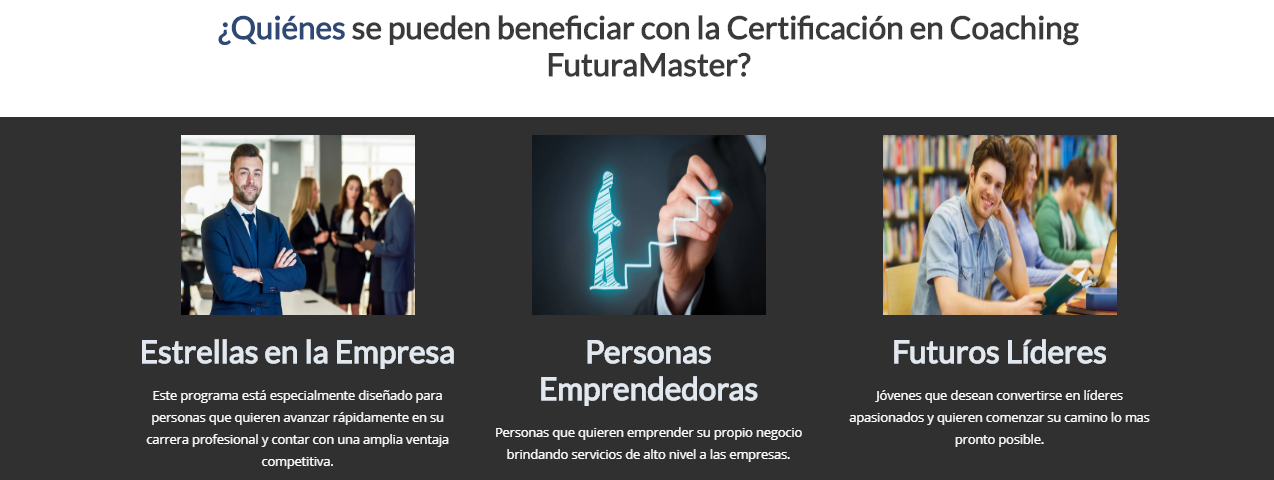 ¿Quiénes se pueden beneficiar con la Certificación en Coaching
FuturaMaster?
Estrellas en la Empresa
Este programa está especialmente diseñado para
personas que quieren avanzar rápidamente en su
carrera profesional y contar con una amplia ventaja
competitiva.
Personas
Emprendedoras
Personas que quieren emprender su propio negocio
brindando servicios de alto nivel a las empresas.
Futuros Líderes
Jóvenes que desean convertirse en líderes
apasionados y quieren comenzar su camino lo mas
pronto posible.